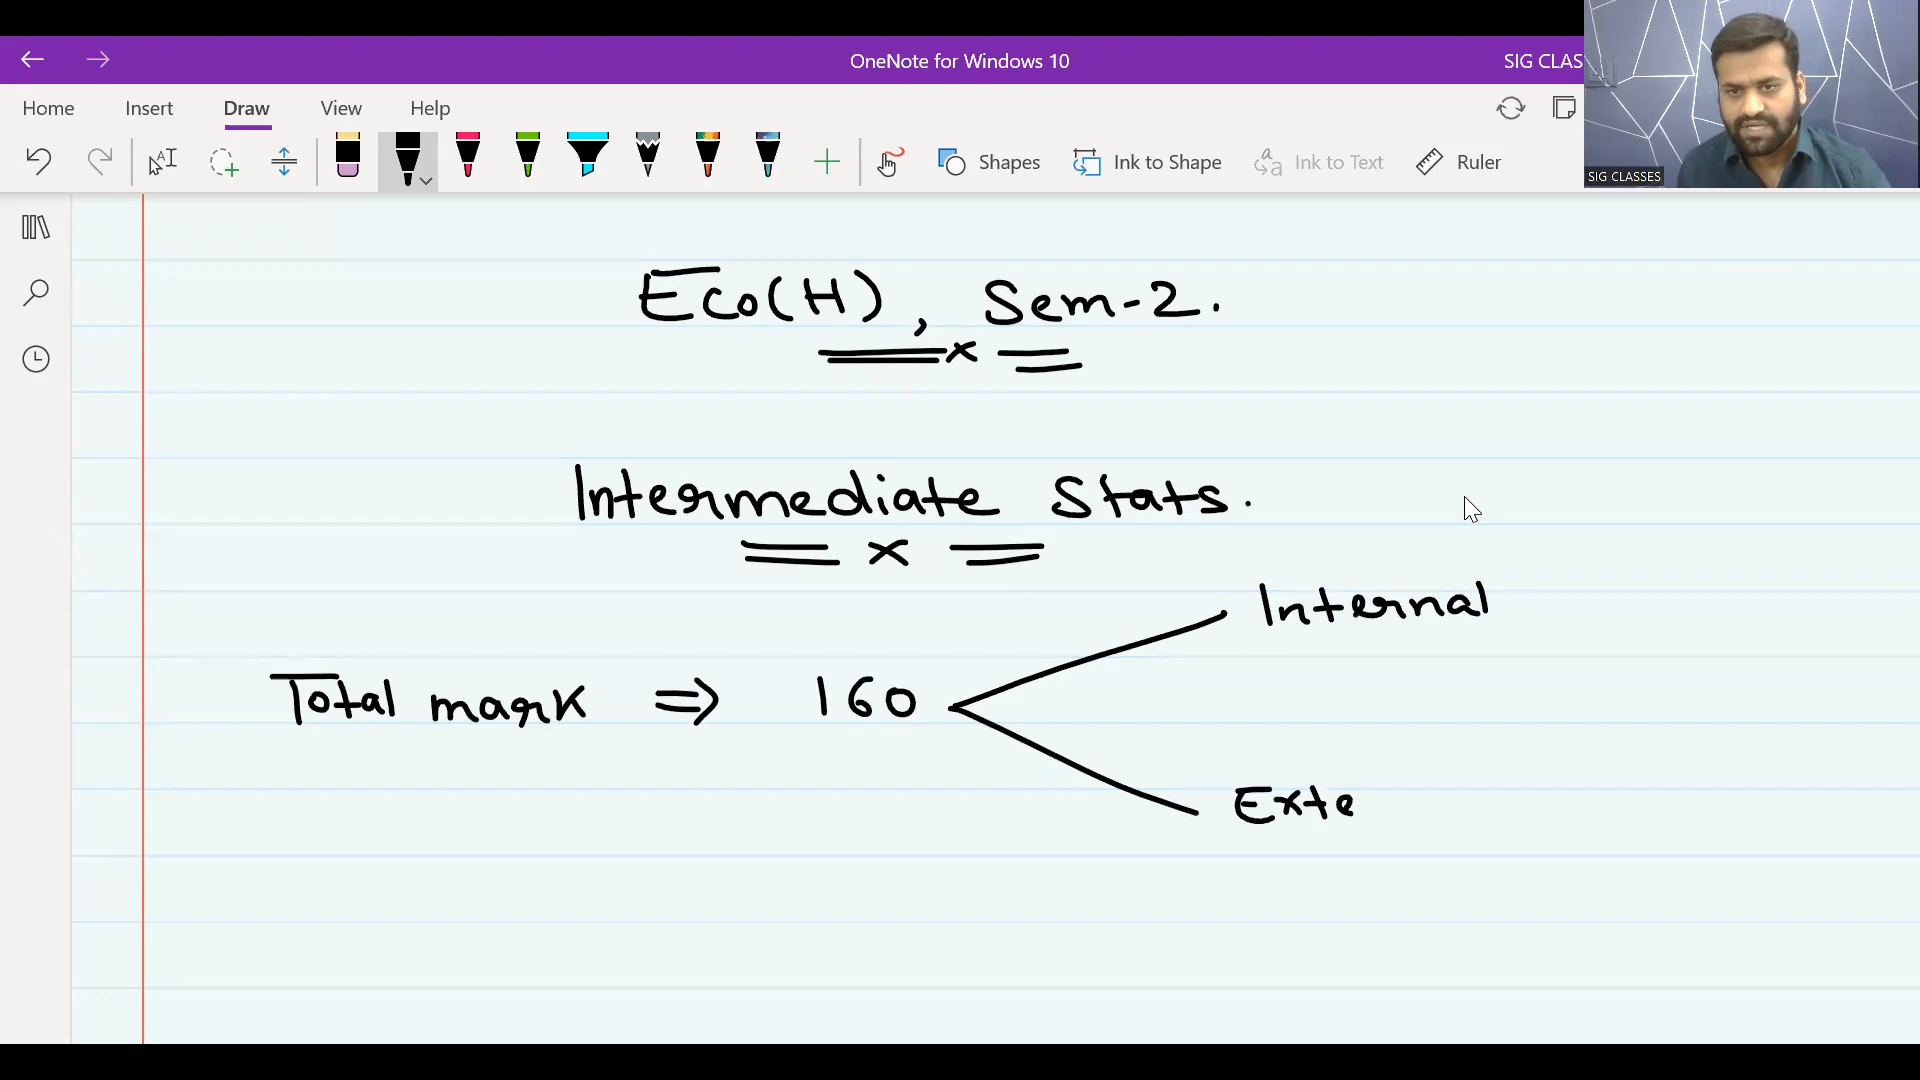 OneNote for Windows 10
SIG CLAS
Home Insert Draw View Help
Shapes Ink to Shape Ink to Text Ruler
SIG CLASSES
Eco(H), Sem-2.
Intermediate Stats.
Internal
Total mark ⇒ 160
Exte